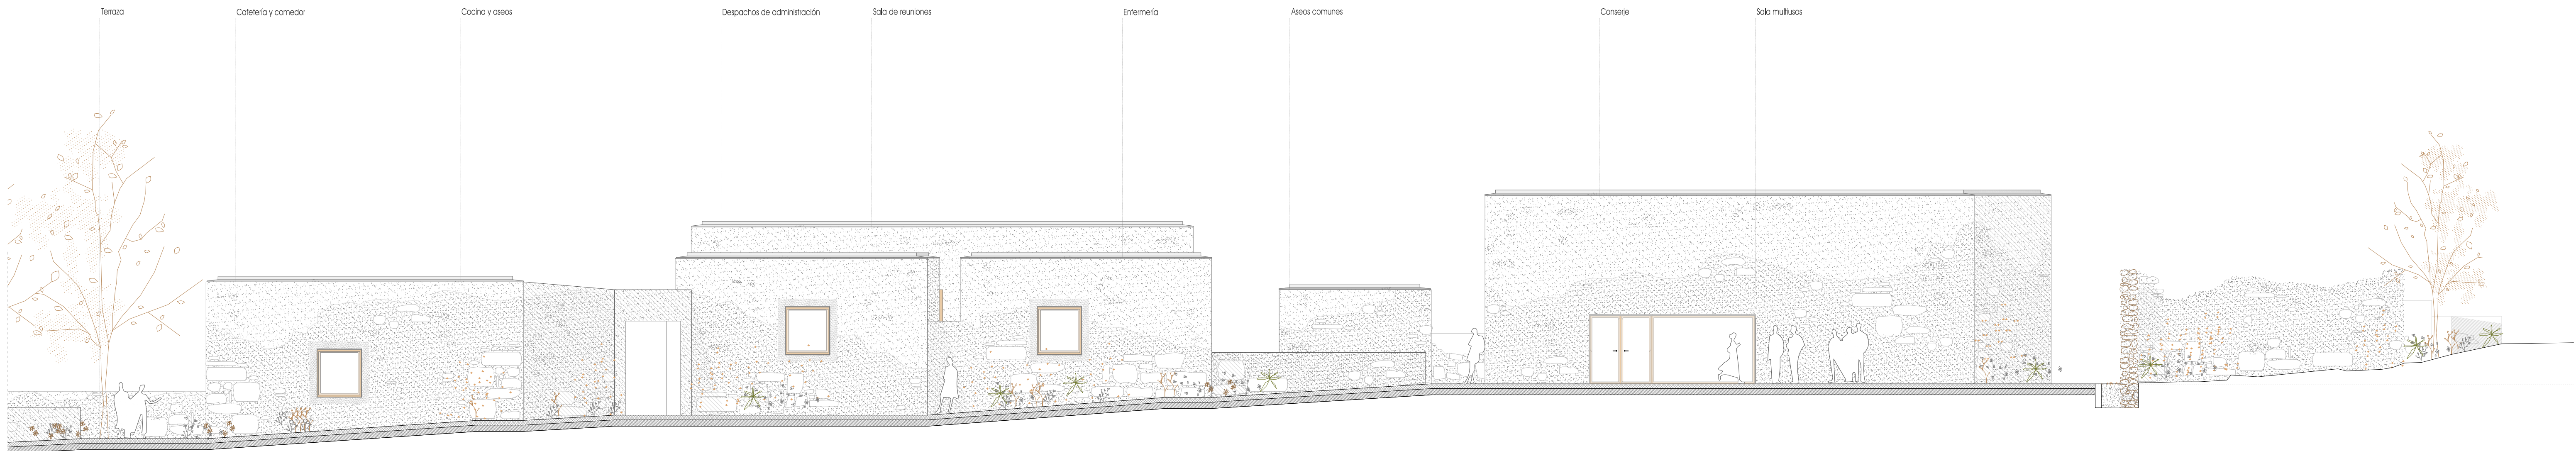 Terraza
Cafetería y comedor
Cocina y aseos
Despachos de administración
Sala de reuniones
Enfermería
Aseos comunes
Conserje
Sala multiusos